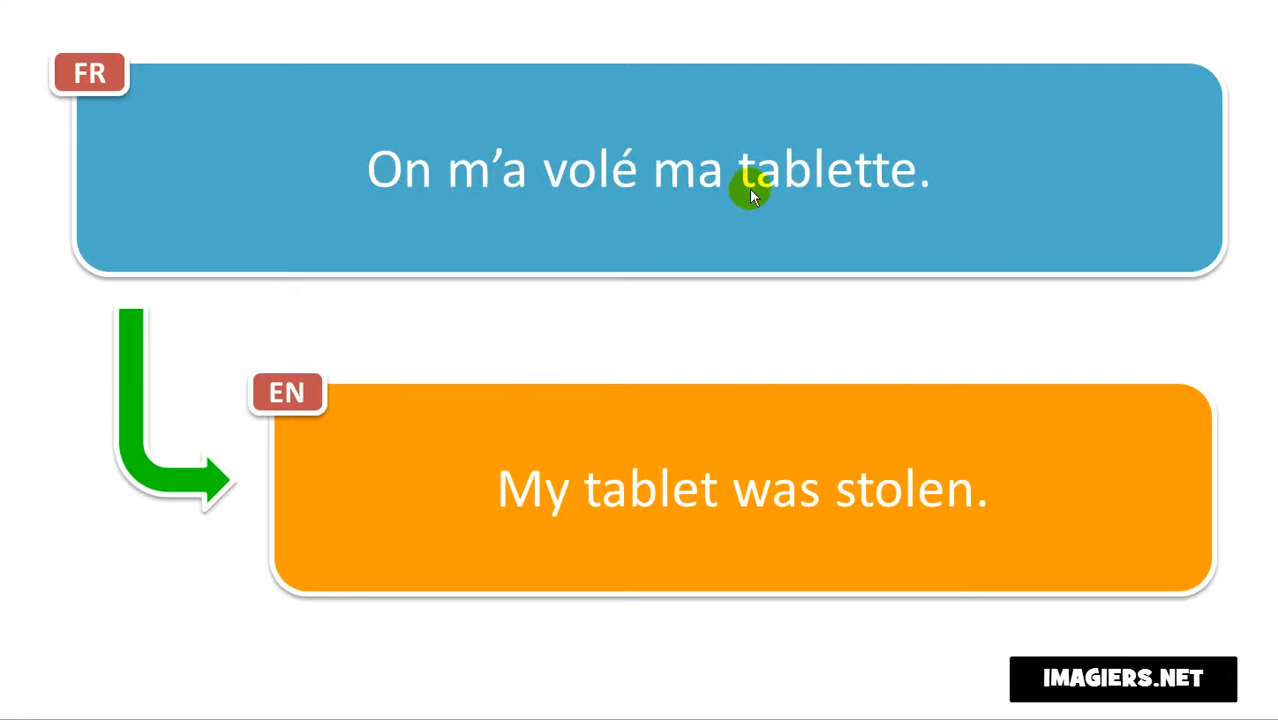 FR
On m’a volé ma tablette.
EN
My tablet was stolen.
IMAGIERS.NET